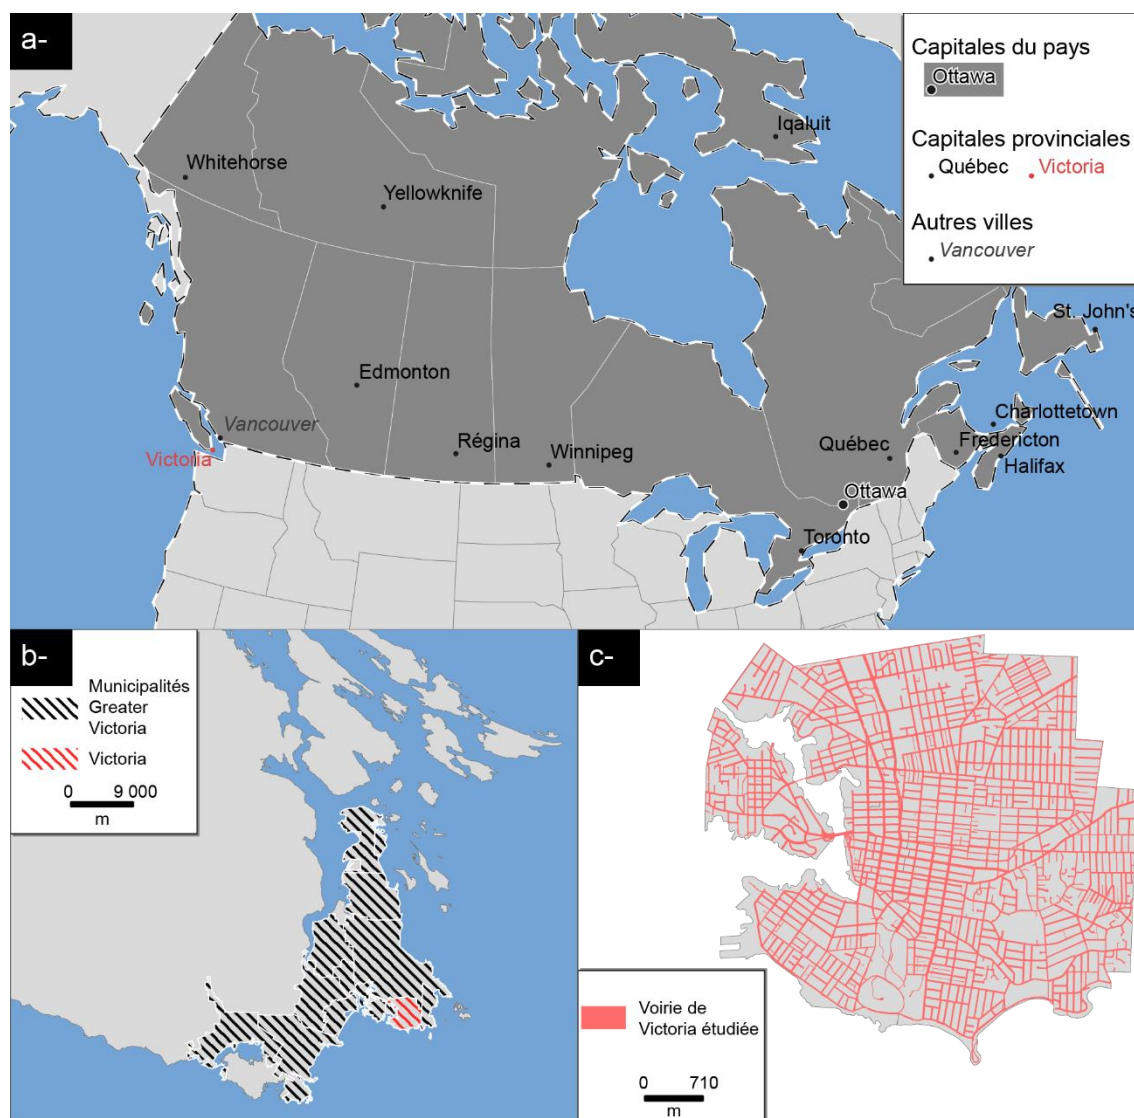 a-
Capitales du pays
Ottawa
Capitales provinciales
Québec
Victoria
Autres villes
Vancouver
Iqaluit
Whitehorse
Yellowknife
St. John's
Edmonton
Charlottetown
Vancouver
Régina
Québec
Fredericton
Victoria
Winnipeg
Halifax
Ottawa
Toronto
b-
Municipalités
Greater
Victoria
Victoria
0 9 000
m
c-
Voirie de
Victoria étudiée
0 710
m